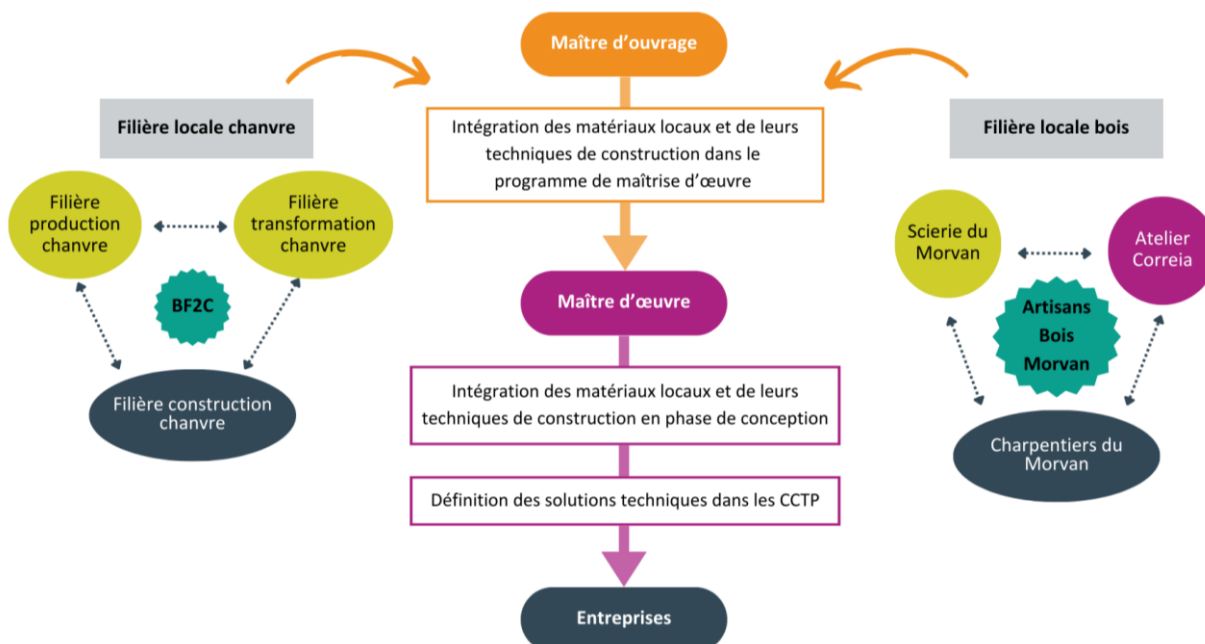 Maître d'ouvrage
Filière locale chanvre
Filière
production
chanvre
Filière
transformation
chanvre
BF2C
Filière construction
chanvre
Intégration des matériaux locaux et de leurs
techniques de construction dans le
programme de maîtrise d'œuvre
Maître d'œuvre
Intégration des matériaux locaux et de leurs
techniques de construction en phase de conception
Définition des solutions techniques dans les CCTP
Entreprises
Filière locale bois
Scierie du
Morvan
Atelier
Correia
Artisans
Bois
Morvan
Charpentiers du
Morvan